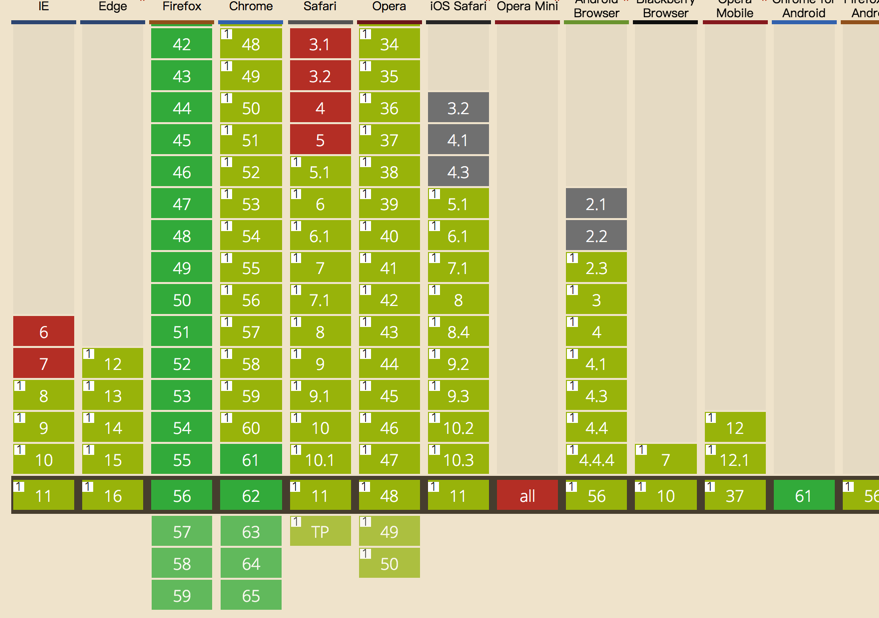 IE Edge Firefox Chrome Safari Opera iOS Safari Opera Mini Android Browser Blackberry Browser Opera Mobile Chrome for Android
42 1 48 3.1 1 34
43 1 49 3.2 1 35
44 1 50 4 1 36 3.2
45 1 51 5 1 37 4.1
46 1 52 1 5.1 1 38 4.3
47 1 53 1 6 1 39 1 5.1 2.1
48 1 54 1 6.1 1 40 1 6.1 2.2
49 1 55 1 7 1 41 1 7.1 1 2.3
50 1 56 1 7.1 1 42 1 8 1 3
6 51 1 57 1 8 1 43 1 8.4 1 4
7 1 12 52 1 58 1 9 1 44 1 9.2 1 4.1
1 8 1 13 53 1 59 1 9.1 1 45 1 9.3 1 4.3
1 9 1 14 54 1 60 1 10 1 46 1 10.2 1 4.4 1 12
1 10 1 15 55 61 1 10.1 1 47 1 10.3 1 4.4.4 1 7 1 12.1
1 11 1 16 56 62 1 11 1 48 1 11 all 1 56 1 10 1 37 61 1 56
57 63 1 TP 1 49
58 64 1 50
59 65